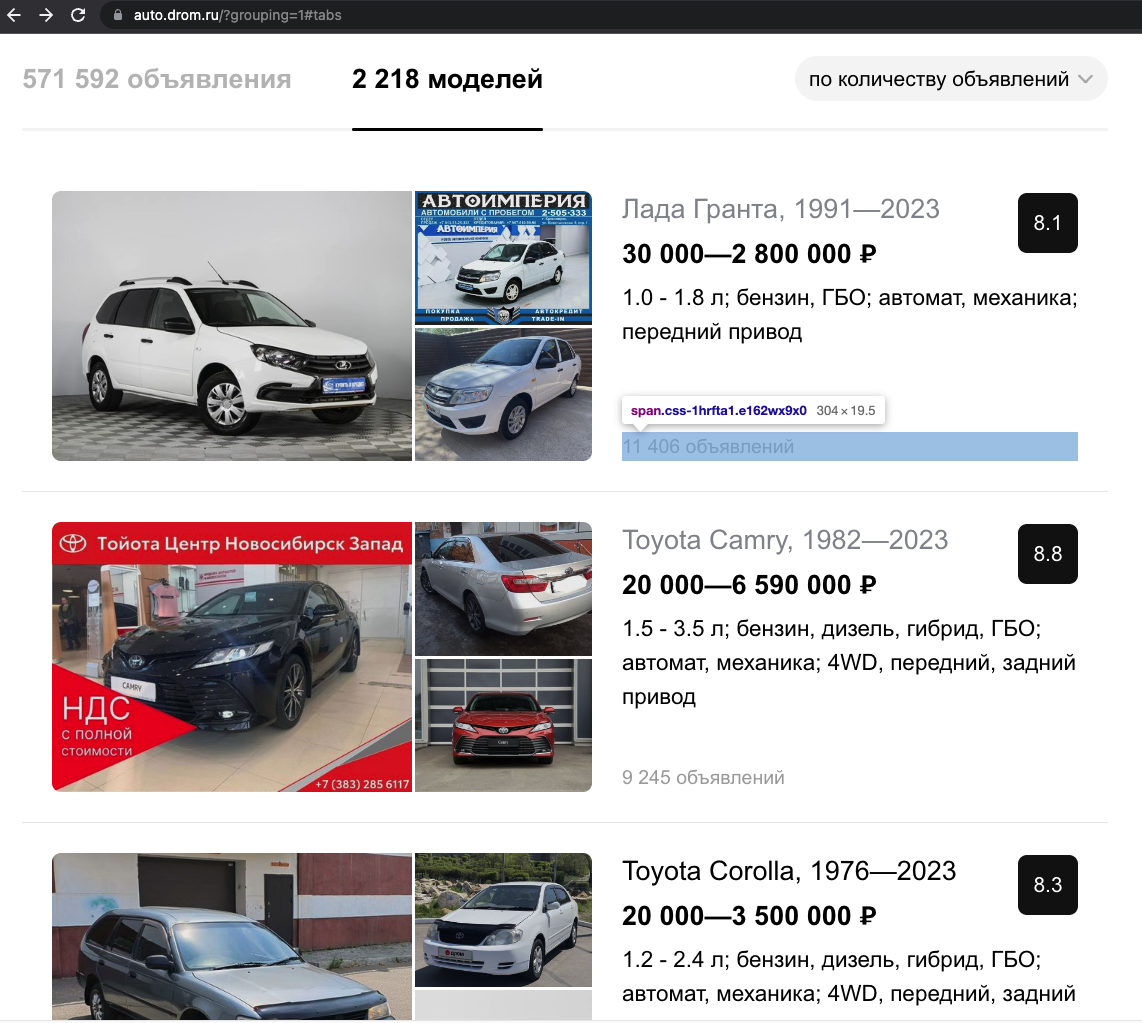 auto.drom.ru/?grouping=1#tabs
571 592 объявления
2 218 моделей
по количеству объявлений
АВТОИМПЕРИЯ
АВТОМОБИЛИ С ПРОБЕГОМ 2-505-333
АВТОИМПЕРИЯ
ПОКУПКА
ПРОДАЖА
АВТОКРЕДИТ
TRADE-IN
Лада Гранта, 1991—2023
8.1
30 000—2 800 000 ₽
1.0 - 1.8 л; бензин, ГБО; автомат, механика;
передний привод
span.css-1hrfta1.e162wx9x0 304 × 19.5
11 406 объявлений
Тойота Центр Новосибирск Запад
CAMRY
НДС
С ПОЛНОЙ
СТОИМОСТИ
+7 (383) 285 6117
Toyota Camry, 1982—2023
8.8
20 000—6 590 000 ₽
1.5 - 3.5 л; бензин, дизель, гибрид, ГБО;
автомат, механика; 4WD, передний, задний
привод
9 245 объявлений
Toyota Corolla, 1976—2023
8.3
20 000—3 500 000 ₽
1.2 - 2.4 л; бензин, дизель, гибрид, ГБО;
автомат, механика; 4WD, передний, задний